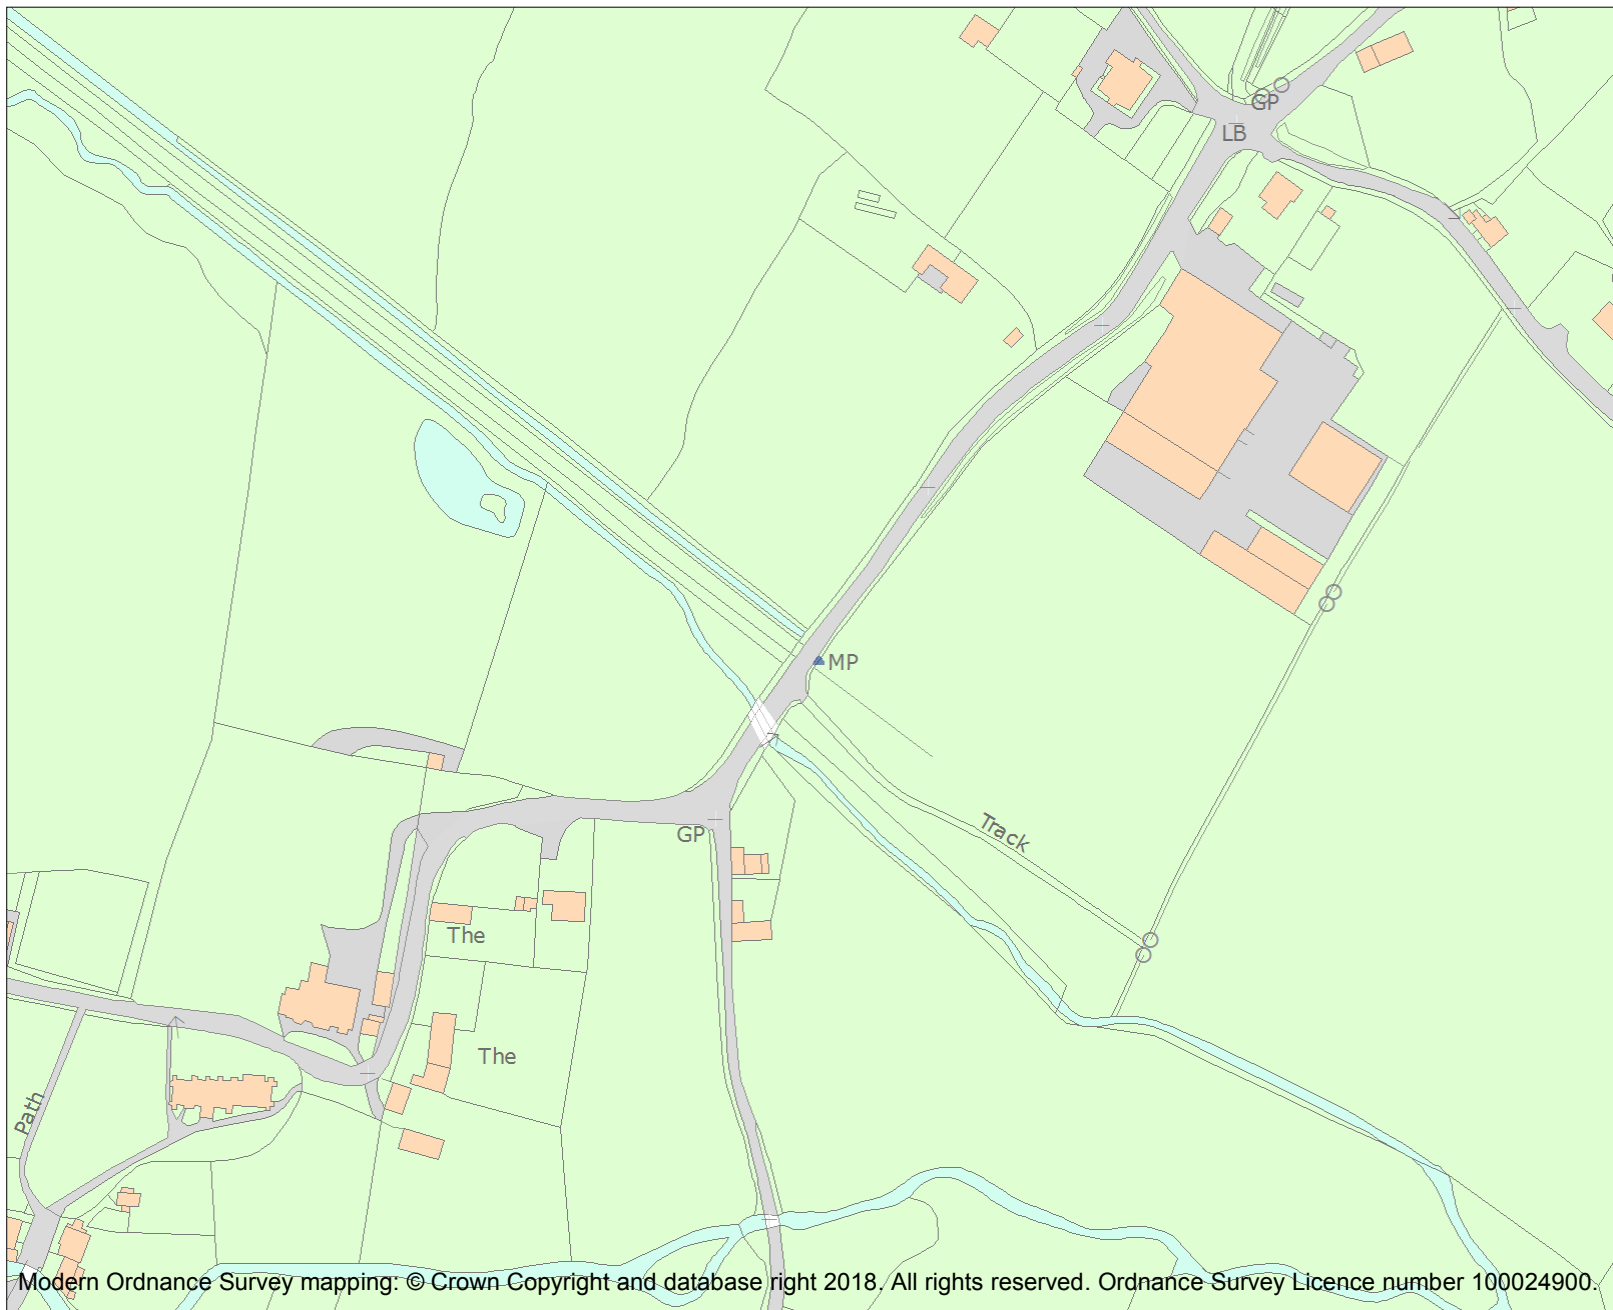 GP
LB
MP
GP
Track
The
The
Path
Modern Ordnance Survey mapping: © Crown Copyright and database right 2018. All rights reserved. Ordnance Survey Licence number 100024900.